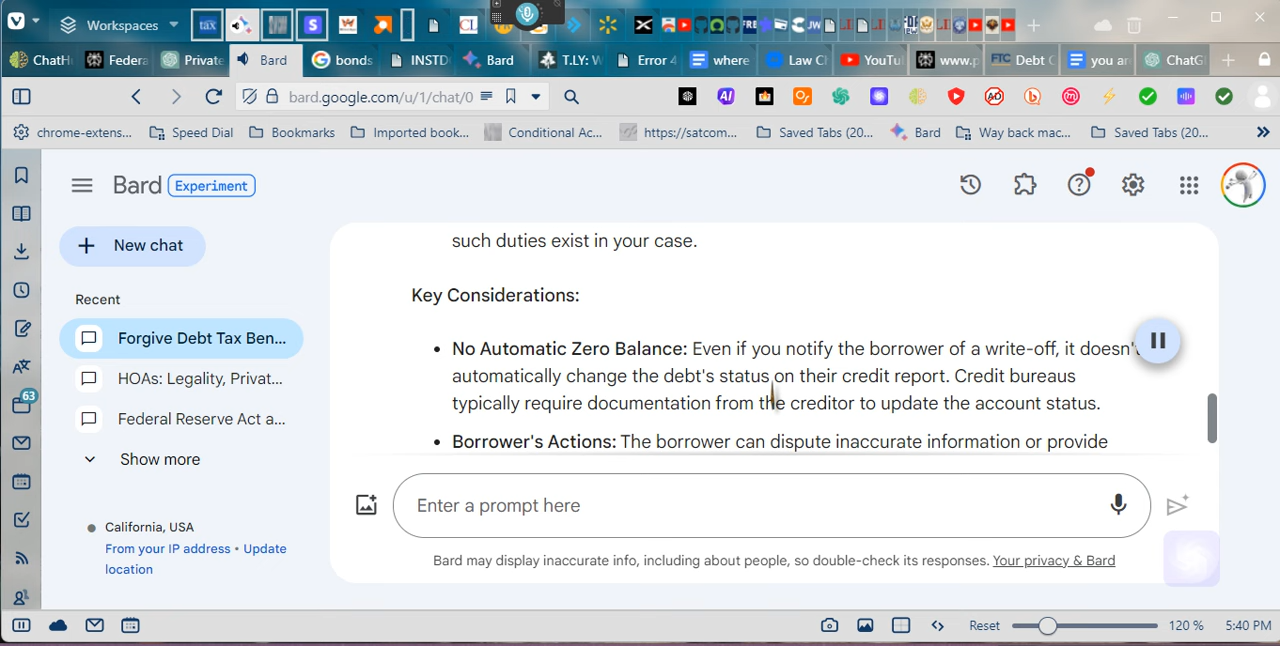 Workspaces
tax
S
CI
FRE
JW
ChatH
Federa
Private
Bard
bond
INSTD
Bard
T.LY: W
Error 4
where
Law Cl
YouTu
www.p
FTC Debt C
you ar
ChatG
bard.google.com/u/1/chat/0
chrome-extens...
Speed Dial
Bookmarks
Imported book...
Conditional Ac...
https://satcom...
Saved Tabs (20...
Bard
Way back mac...
Saved Tabs (20...
Bard Experiment
New chat
Recent
Forgive Debt Tax Ben...
HOAs: Legality, Privat...
Federal Reserve Act a...
Show more
California, USA
From your IP address • Update
location
63
such duties exist in your case.
Key Considerations:
• No Automatic Zero Balance: Even if you notify the borrower of a write-off, it doesn't
automatically change the debt's status on their credit report. Credit bureaus
typically require documentation from the creditor to update the account status.
• Borrower's Actions: The borrower can dispute inaccurate information or provide
Enter a prompt here
Bard may display inaccurate info, including about people, so double-check its responses. Your privacy & Bard
Reset
120 %
5:40 PM